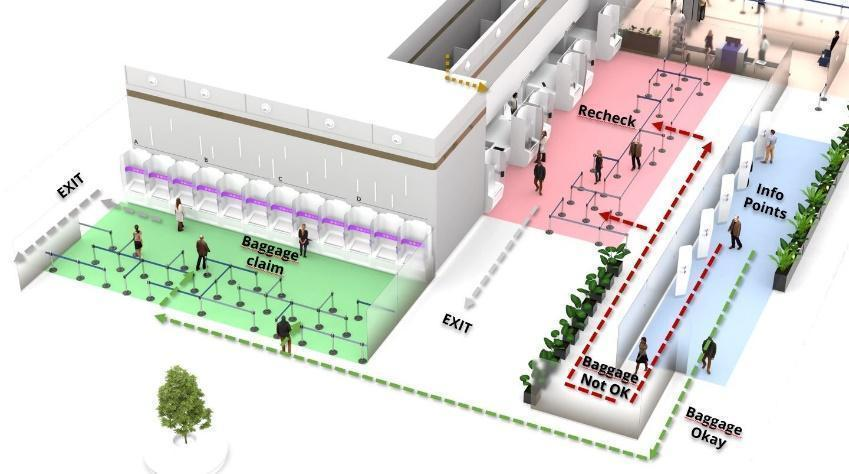 EXIT
A
B
C
D
Baggage
claim
EXIT
Recheck
Info
Points
Baggage
Not OK
Baggage
Okay